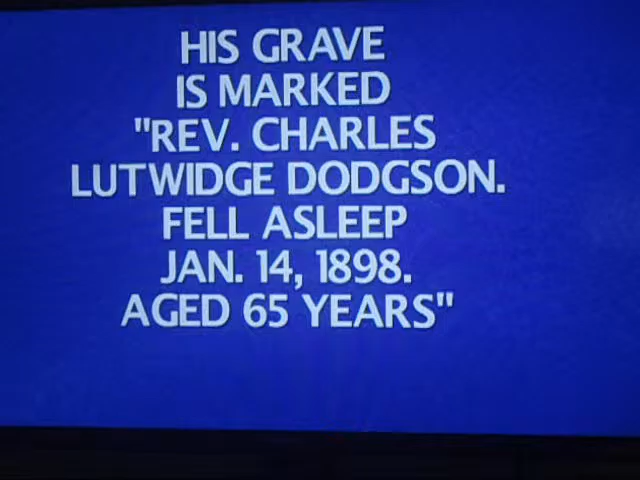 HIS GRAVE
IS MARKED
"REV. CHARLES
LUTWIDGE DODGSON.
FELL ASLEEP
JAN. 14, 1898.
AGED 65 YEARS"